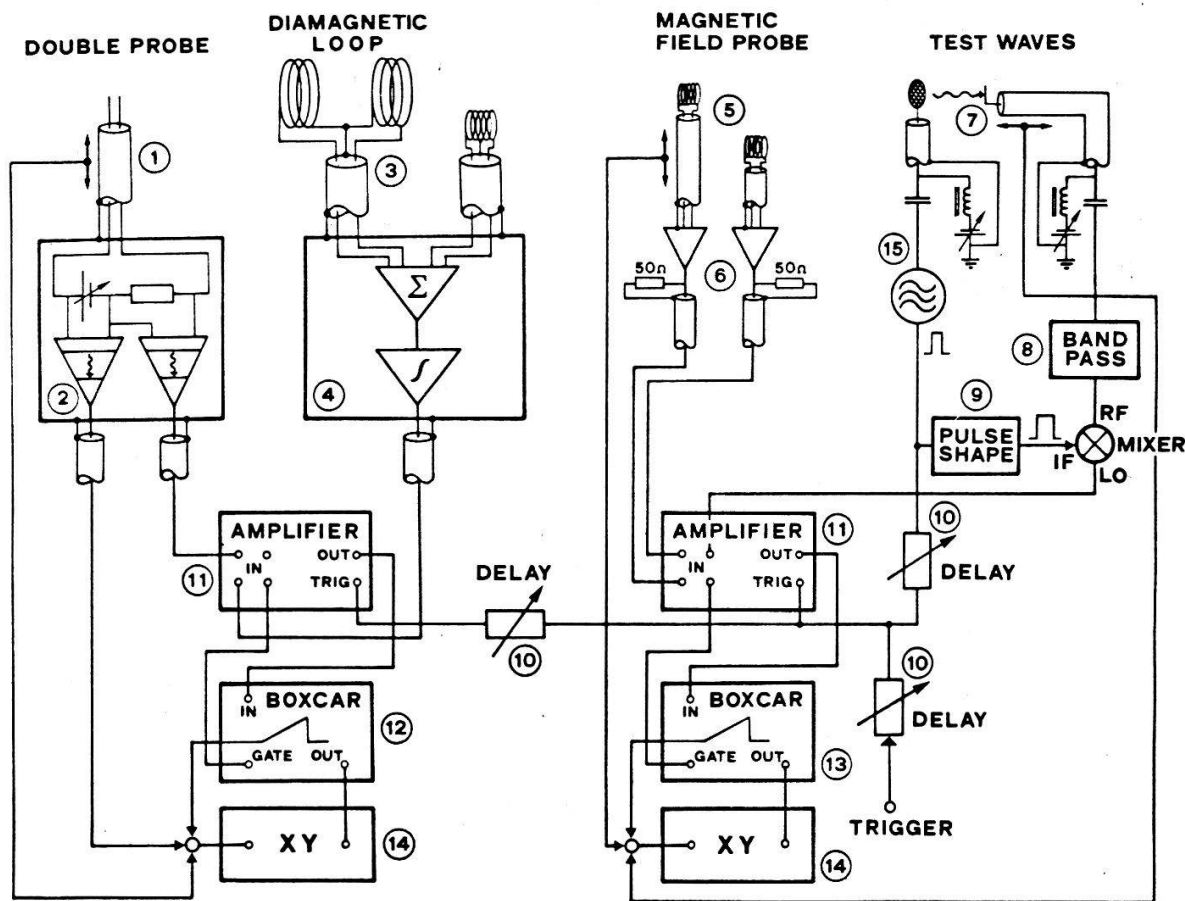 DOUBLE PROBE
DIAMAGNETIC
LOOP
MAGNETIC
FIELD PROBE
TEST WAVES
1
3
5
7
2
Σ
∫
4
50Ω
6
50Ω
15
8
BAND
PASS
9
PULSE
SHAPE
RF
MIXER
IF
LO
AMPLIFIER
IN
OUT
TRIG
11
DELAY
10
AMPLIFIER
IN
OUT
TRIG
11
10
DELAY
10
DELAY
TRIGGER
IN
BOXCAR
GATE OUT
12
XY
14
IN
BOXCAR
GATE OUT
13
XY
14